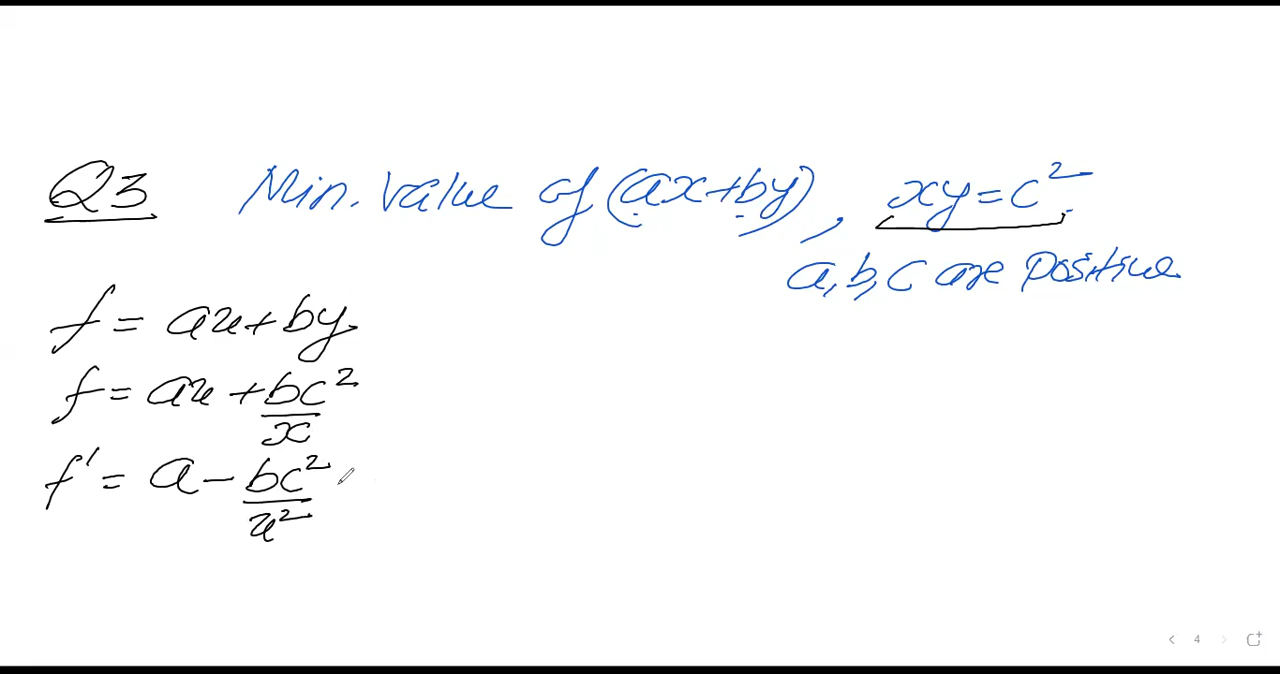 Q3 Min. value of (ax+by), xy=c²
a,b,c are positive
f = ax+by
f = ax + bc²/x
f' = a - bc²/x²
4